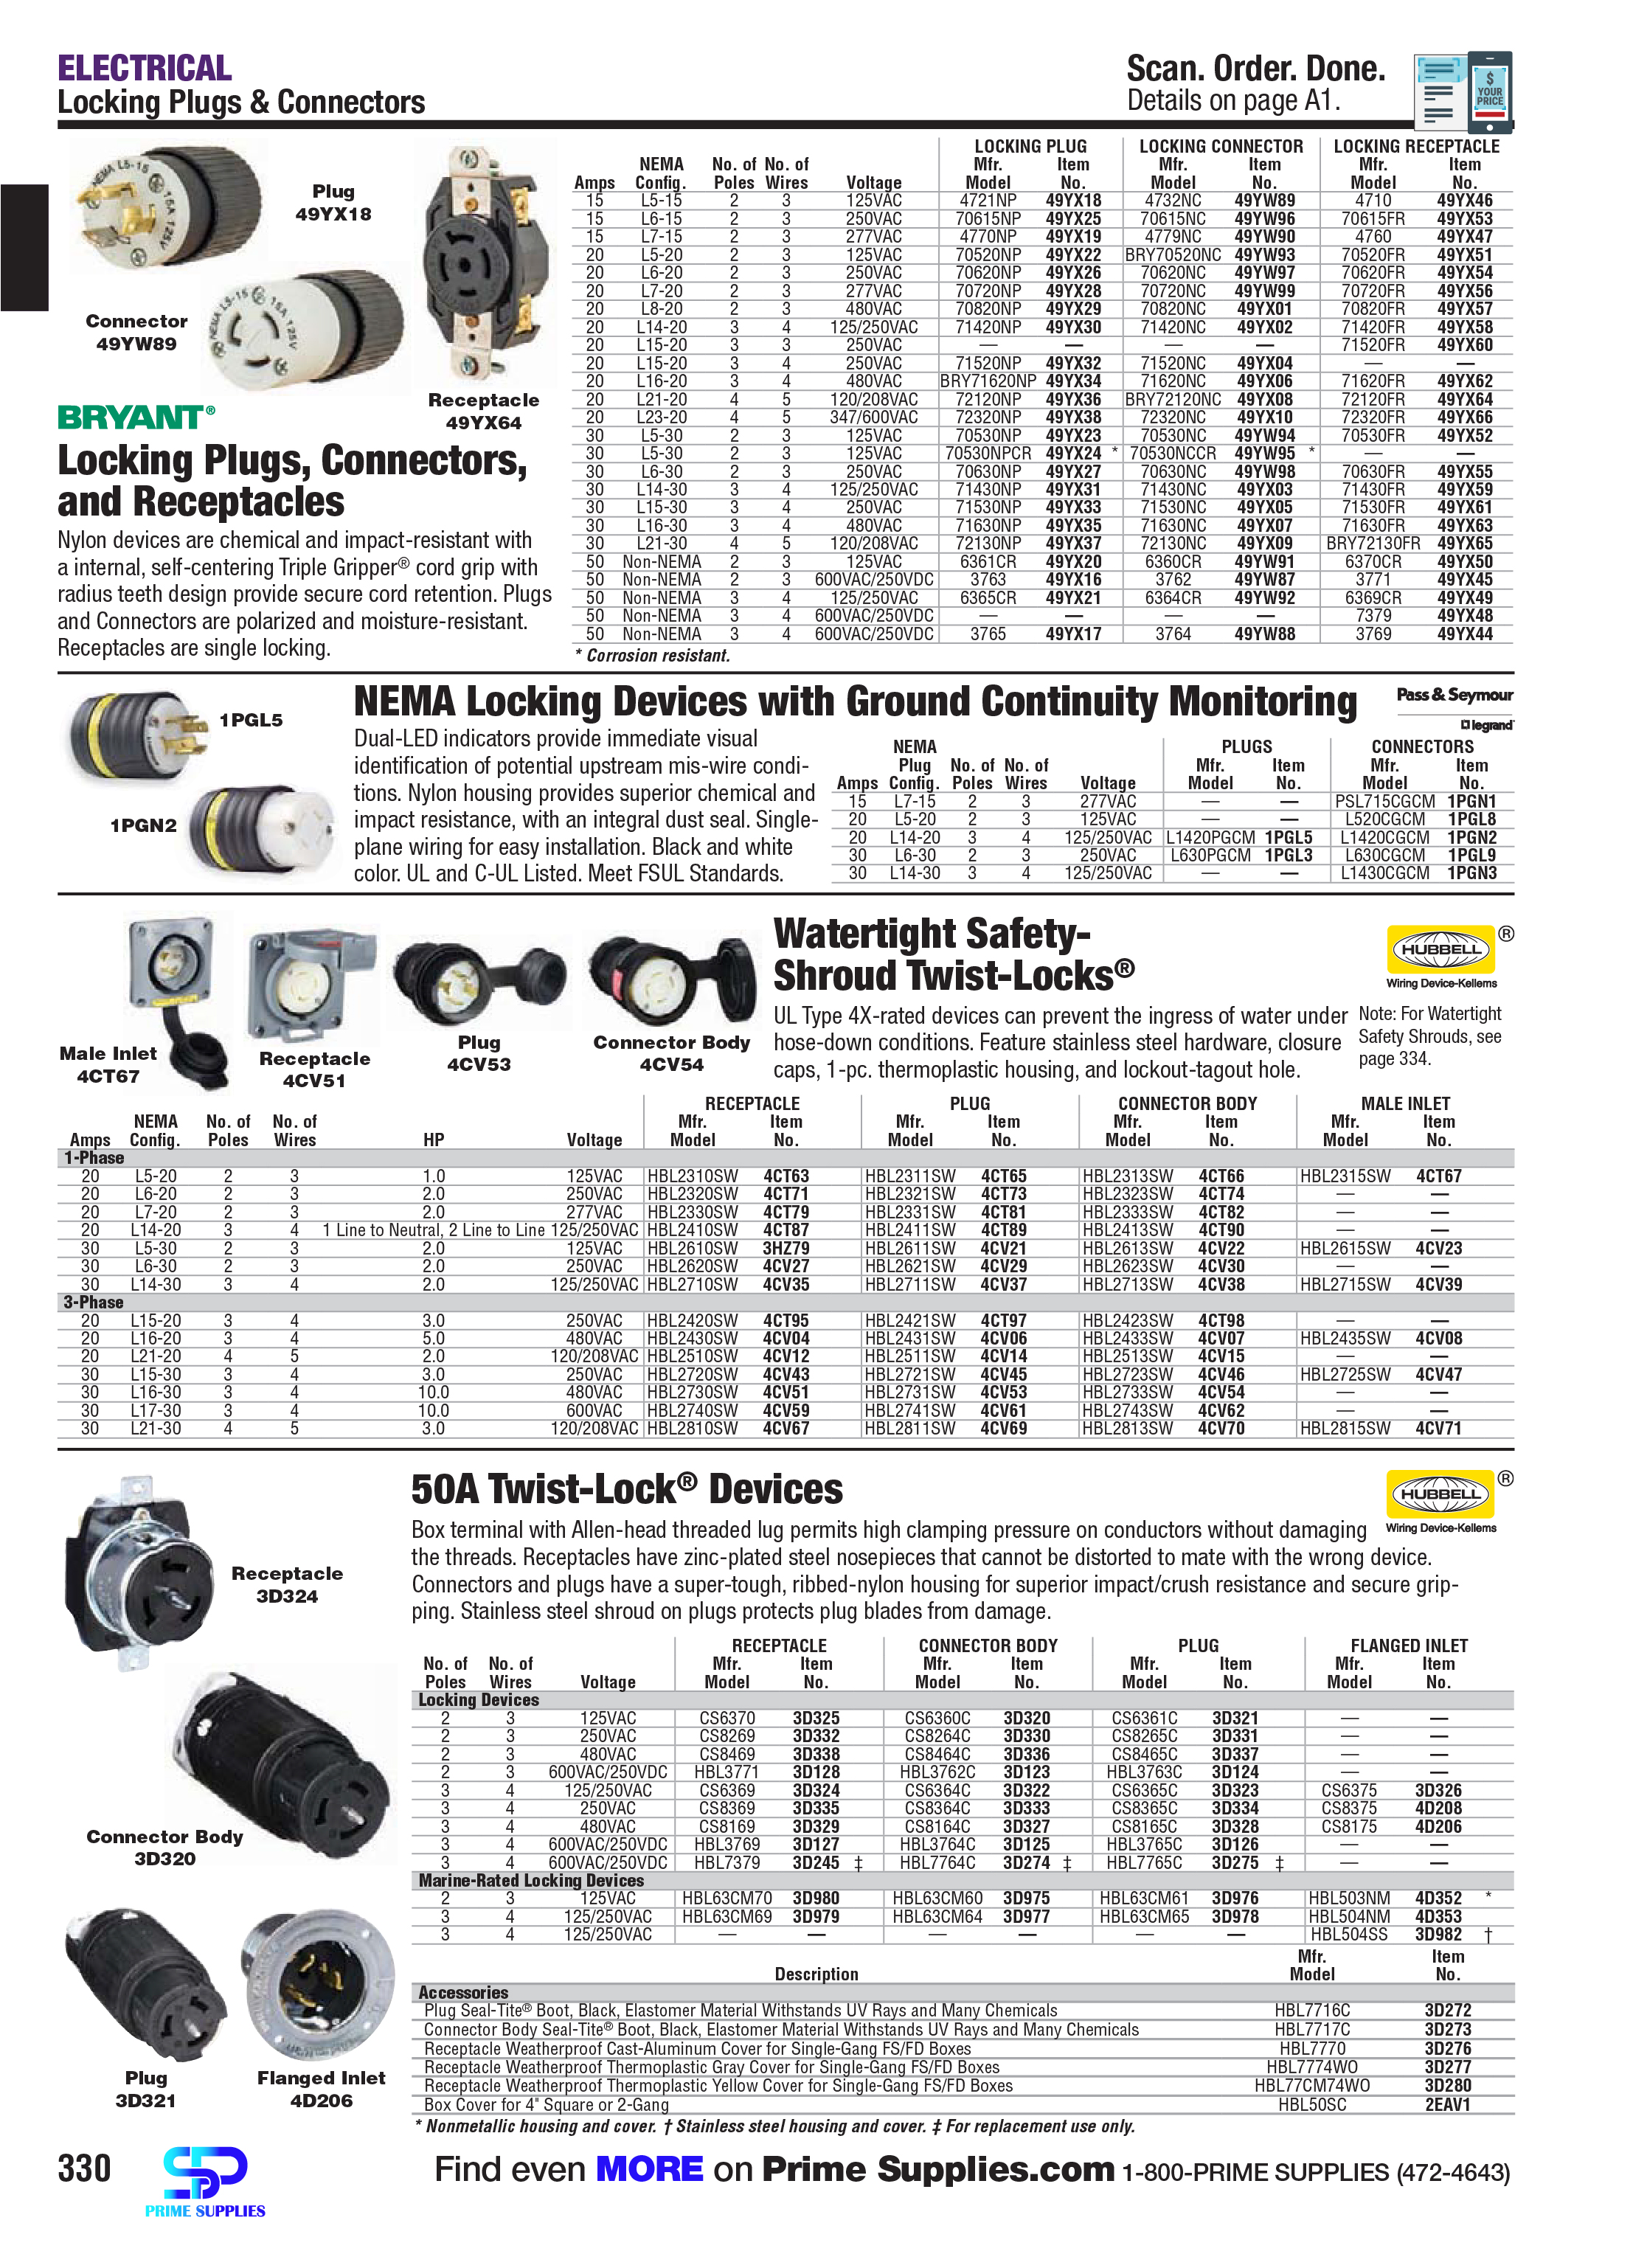 ELECTRICAL
Locking Plugs & Connectors
Scan. Order. Done.
Details on page A1.
$
YOUR
PRICE
Plug
49YX18
Connector
49YW89
Receptacle
49YX64
BRYANT®
Locking Plugs, Connectors,
and Receptacles
Nylon devices are chemical and impact-resistant with
a internal, self-centering Triple Gripper® cord grip with
radius teeth design provide secure cord retention. Plugs
and Connectors are polarized and moisture-resistant.
Receptacles are single locking.
LOCKING PLUG LOCKING CONNECTOR LOCKING RECEPTACLE
NEMA No. of No. of Mfr. Item Mfr. Item Mfr. Item
Amps Config. Poles Wires Voltage Model No. Model No. Model No.
15 L5-15 2 3 125VAC 4721NP 49YX18 4732NC 49YW89 4710 49YX46
15 L6-15 2 3 250VAC 70615NP 49YX25 70615NC 49YW96 70615FR 49YX53
15 L7-15 2 3 277VAC 4770NP 49YX19 4779NC 49YW90 4760 49YX47
20 L5-20 2 3 125VAC 70520NP 49YX22 BRY70520NC 49YW93 70520FR 49YX51
20 L6-20 2 3 250VAC 70620NP 49YX26 70620NC 49YW97 70620FR 49YX54
20 L7-20 2 3 277VAC 70720NP 49YX28 70720NC 49YW99 70720FR 49YX56
20 L8-20 2 3 480VAC 70820NP 49YX29 70820NC 49YX01 70820FR 49YX57
20 L14-20 3 4 125/250VAC 71420NP 49YX30 71420NC 49YX02 71420FR 49YX58
20 L15-20 3 3 250VAC — — — — 71520FR 49YX60
20 L15-20 3 4 250VAC 71520NP 49YX32 71520NC 49YX04 — —
20 L16-20 3 4 480VAC BRY71620NP 49YX34 71620NC 49YX06 71620FR 49YX62
20 L21-20 4 5 120/208VAC 72120NP 49YX36 BRY72120NC 49YX08 72120FR 49YX64
20 L23-20 4 5 347/600VAC 72320NP 49YX38 72320NC 49YX10 72320FR 49YX66
30 L5-30 2 3 125VAC 70530NP 49YX23 70530NC 49YW94 70530FR 49YX52
30 L5-30 2 3 125VAC 70530NPCR 49YX24 * 70530NCCR 49YW95 * — —
30 L6-30 2 3 250VAC 70630NP 49YX27 70630NC 49YW98 70630FR 49YX55
30 L14-30 3 4 125/250VAC 71430NP 49YX31 71430NC 49YX03 71430FR 49YX59
30 L15-30 3 4 250VAC 71530NP 49YX33 71530NC 49YX05 71530FR 49YX61
30 L16-30 3 4 480VAC 71630NP 49YX35 71630NC 49YX07 71630FR 49YX63
30 L21-30 4 5 120/208VAC 72130NP 49YX37 72130NC 49YX09 BRY72130FR 49YX65
50 Non-NEMA 2 3 125VAC 6361CR 49YX20 6360CR 49YW91 6370CR 49YX50
50 Non-NEMA 2 3 600VAC/250VDC 3763 49YX16 3762 49YW87 3771 49YX45
50 Non-NEMA 3 4 125/250VAC 6365CR 49YX21 6364CR 49YW92 6369CR 49YX49
50 Non-NEMA 3 4 600VAC/250VDC — — — — 7379 49YX48
50 Non-NEMA 3 4 600VAC/250VDC 3765 49YX17 3764 49YW88 3769 49YX44
* Corrosion resistant.
1PGL5
1PGN2
NEMA Locking Devices with Ground Continuity Monitoring
Pass & Seymour
legrand
Dual-LED indicators provide immediate visual
identification of potential upstream mis-wire condi-
tions. Nylon housing provides superior chemical and
impact resistance, with an integral dust seal. Single-
plane wiring for easy installation. Black and white
color. UL and C-UL Listed. Meet FSUL Standards.
NEMA PLUGS CONNECTORS
Plug No. of No. of Mfr. Item Mfr. Item
Amps Config. Poles Wires Voltage Model No. Model No.
15 L7-15 2 3 277VAC — — PSL715CGCM 1PGN1
20 L5-20 2 3 125VAC — — L520CGCM 1PGL8
20 L14-20 3 4 125/250VAC L1420PGCM 1PGL5 L1420CGCM 1PGN2
30 L6-30 2 3 250VAC L630PGCM 1PGL3 L630CGCM 1PGL9
30 L14-30 3 4 125/250VAC — — L1430CGCM 1PGN3
Male Inlet
4CT67
Receptacle
4CV51
Plug
4CV53
Connector Body
4CV54
Watertight Safety-
Shroud Twist-Locks®
HUBBELL ®
Wiring Device-Kellems
UL Type 4X-rated devices can prevent the ingress of water under
hose-down conditions. Feature stainless steel hardware, closure
caps, 1-pc. thermoplastic housing, and lockout-tagout hole.
Note: For Watertight
Safety Shrouds, see
page 334.
RECEPTACLE PLUG CONNECTOR BODY MALE INLET
NEMA No. of No. of Mfr. Item Mfr. Item Mfr. Item Mfr. Item
Amps Config. Poles Wires HP Voltage Model No. Model No. Model No. Model No.
1-Phase
20 L5-20 2 3 1.0 125VAC HBL2310SW 4CT63 HBL2311SW 4CT65 HBL2313SW 4CT66 HBL2315SW 4CT67
20 L6-20 2 3 2.0 250VAC HBL2320SW 4CT71 HBL2321SW 4CT73 HBL2323SW 4CT74 — —
20 L7-20 2 3 2.0 277VAC HBL2330SW 4CT79 HBL2331SW 4CT81 HBL2333SW 4CT82 — —
20 L14-20 3 4 1 Line to Neutral, 2 Line to Line 125/250VAC HBL2410SW 4CT87 HBL2411SW 4CT89 HBL2413SW 4CT90 — —
30 L5-30 2 3 2.0 125VAC HBL2610SW 3HZ79 HBL2611SW 4CV21 HBL2613SW 4CV22 HBL2615SW 4CV23
30 L6-30 2 3 2.0 250VAC HBL2620SW 4CV27 HBL2621SW 4CV29 HBL2623SW 4CV30 — —
30 L14-30 3 4 2.0 125/250VAC HBL2710SW 4CV35 HBL2711SW 4CV37 HBL2713SW 4CV38 HBL2715SW 4CV39
3-Phase
20 L15-20 3 4 3.0 250VAC HBL2420SW 4CT95 HBL2421SW 4CT97 HBL2423SW 4CT98 — —
20 L16-20 3 4 5.0 480VAC HBL2430SW 4CV04 HBL2431SW 4CV06 HBL2433SW 4CV07 HBL2435SW 4CV08
20 L21-20 4 5 2.0 120/208VAC HBL2510SW 4CV12 HBL2511SW 4CV14 HBL2513SW 4CV15 — —
30 L15-30 3 4 3.0 250VAC HBL2720SW 4CV43 HBL2721SW 4CV45 HBL2723SW 4CV46 HBL2725SW 4CV47
30 L16-30 3 4 10.0 480VAC HBL2730SW 4CV51 HBL2731SW 4CV53 HBL2733SW 4CV54 — —
30 L17-30 3 4 10.0 600VAC HBL2740SW 4CV59 HBL2741SW 4CV61 HBL2743SW 4CV62 — —
30 L21-30 4 5 3.0 120/208VAC HBL2810SW 4CV67 HBL2811SW 4CV69 HBL2813SW 4CV70 HBL2815SW 4CV71
Receptacle
3D324
Connector Body
3D320
Plug
3D321
Flanged Inlet
4D206
50A Twist-Lock® Devices
HUBBELL ®
Wiring Device-Kellems
Box terminal with Allen-head threaded lug permits high clamping pressure on conductors without damaging
the threads. Receptacles have zinc-plated steel nosepieces that cannot be distorted to mate with the wrong device.
Connectors and plugs have a super-tough, ribbed-nylon housing for superior impact/crush resistance and secure grip-
ping. Stainless steel shroud on plugs protects plug blades from damage.
RECEPTACLE CONNECTOR BODY PLUG FLANGED INLET
No. of No. of Mfr. Item Mfr. Item Mfr. Item Mfr. Item
Poles Wires Voltage Model No. Model No. Model No. Model No.
Locking Devices
2 3 125VAC CS6370 3D325 CS6360C 3D320 CS6361C 3D321 — —
2 3 250VAC CS8269 3D332 CS8264C 3D330 CS8265C 3D331 — —
2 3 480VAC CS8469 3D338 CS8464C 3D336 CS8465C 3D337 — —
2 3 600VAC/250VDC HBL3771 3D128 HBL3762C 3D123 HBL3763C 3D124 — —
3 4 125/250VAC CS6369 3D324 CS6364C 3D322 CS6365C 3D323 CS6375 3D326
3 4 250VAC CS8369 3D335 CS8364C 3D333 CS8365C 3D334 CS8375 4D208
3 4 480VAC CS8169 3D329 CS8164C 3D327 CS8165C 3D328 CS8175 4D206
3 4 600VAC/250VDC HBL3769 3D127 HBL3764C 3D125 HBL3765C 3D126 — —
3 4 600VAC/250VDC HBL7379 3D245 ‡ HBL7764C 3D274 ‡ HBL7765C 3D275 ‡ — —
Marine-Rated Locking Devices
2 3 125VAC HBL63CM70 3D980 HBL63CM60 3D975 HBL63CM61 3D976 HBL503NM 4D352 *
3 4 125/250VAC HBL63CM69 3D979 HBL63CM64 3D977 HBL63CM65 3D978 HBL504NM 4D353
3 4 125/250VAC — — — — — — HBL504SS 3D982 †
Mfr. Item
Description Model No.
Accessories
Plug Seal-Tite® Boot, Black, Elastomer Material Withstands UV Rays and Many Chemicals HBL7716C 3D272
Connector Body Seal-Tite® Boot, Black, Elastomer Material Withstands UV Rays and Many Chemicals HBL7717C 3D273
Receptacle Weatherproof Cast-Aluminum Cover for Single-Gang FS/FD Boxes HBL7770 3D276
Receptacle Weatherproof Thermoplastic Gray Cover for Single-Gang FS/FD Boxes HBL7774WO 3D277
Receptacle Weatherproof Thermoplastic Yellow Cover for Single-Gang FS/FD Boxes HBL77CM74WO 3D280
Box Cover for 4" Square or 2-Gang HBL50SC 2EAV1
* Nonmetallic housing and cover. † Stainless steel housing and cover. ‡ For replacement use only.
330
PRIME SUPPLIES
Find even MORE on Prime Supplies.com 1-800-PRIME SUPPLIES (472-4643)